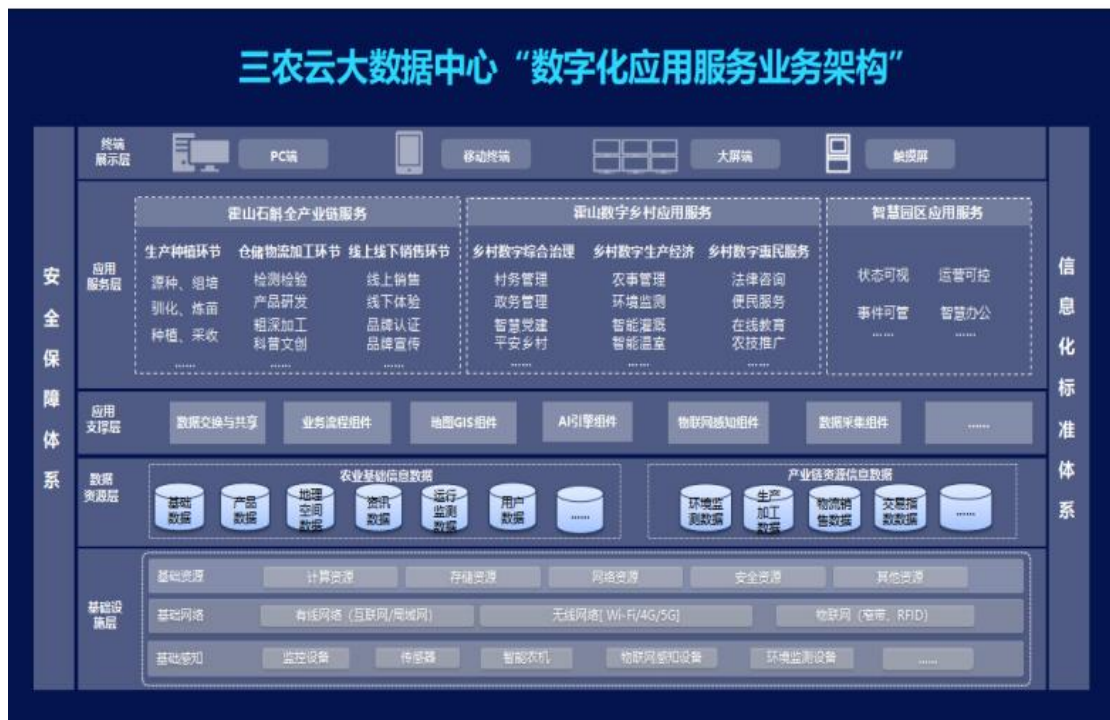 三农云大数据中心“数字化应用服务业务架构”
安全保障体系
信息化标准体系
终端
展示层
PC端
移动终端
大屏端
触摸屏
应用
服务层
霍山石斛全产业链服务
生产种植环节
源种、组培
驯化、炼苗
种植、采收
……
仓储物流加工环节
检测检验
产品研发
粗深加工
科普文创
……
线上线下销售环节
线上销售
线下体验
品牌认证
品牌宣传
……
霍山数字乡村应用服务
乡村数字综合治理
村务管理
政务管理
智慧党建
平安乡村
……
乡村数字生产经济
农事管理
环境监测
智能灌溉
智能温室
……
乡村数字惠民服务
法律咨询
便民服务
在线教育
农技推广
……
智慧园区应用服务
状态可视
运营可控
事件可管
智慧办公
……
……
应用
支撑层
数据交换与共享
业务流程组件
地图GIS组件
AI引擎组件
物联网感知组件
数据采集组件
……
数据
资源层
农业基础信息数据
基础
数据
产品
数据
地理
空间
数据
资讯
数据
运行
监测
数据
用户
数据
……
产业链资源信息数据
环境监
测数据
生产
加工
数据
物流销
售数据
交易指
数数据
……
基础设
施层
基础资源
计算资源
存储资源
网络资源
安全资源
其他资源
基础网络
有线网络（互联网/局域网）
无线网络[ Wi-Fi/4G/5G]
物联网（窄带、RFID）
基础感知
监控设备
传感器
智能农机
物联网感知设备
环境监测设备
……